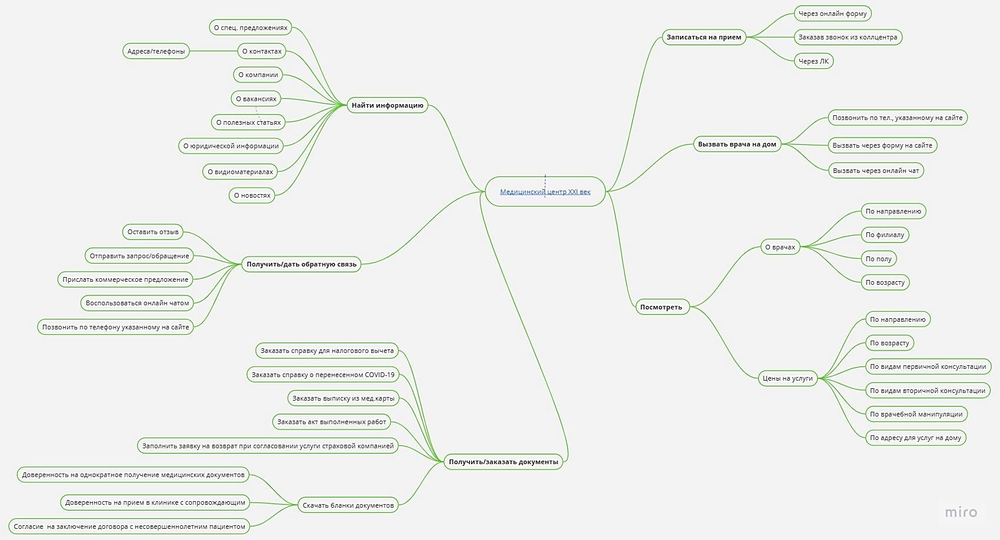 Медицинский центр XXI век
Найти информацию
О спец. предложениях
О контактах
Адреса/телефоны
О компании
О вакансиях
О полезных статьях
О юридической информации
О видиоматериалах
О новостях
Получить/дать обратную связь
Оставить отзыв
Отправить запрос/обращение
Прислать коммерческое предложение
Воспользоваться онлайн чатом
Позвонить по телефону указанному на сайте
Получить/заказать документы
Заказать справку для налогового вычета
Заказать справку о перенесенном COVID-19
Заказать выписку из мед.карты
Заказать акт выполненных работ
Заполнить заявку на возврат при согласовании услуги страховой компанией
Скачать бланки документов
Доверенность на однократное получение медицинских документов
Доверенность на прием в клинике с сопровождающим
Согласие на заключение договора с несовершеннолетним пациентом
Записаться на прием
Через онлайн форму
Заказав звонок из коллцентра
Через ЛК
Вызвать врача на дом
Позвонить по тел., указанному на сайте
Вызвать через форму на сайте
Вызвать через онлайн чат
Посмотреть
О врачах
По направлению
По филиалу
По полу
По возрасту
Цены на услуги
По направлению
По возрасту
По видам первичной консультации
По видам вторичной консультации
По врачебной манипуляции
По адресу для услуг на дому
miro